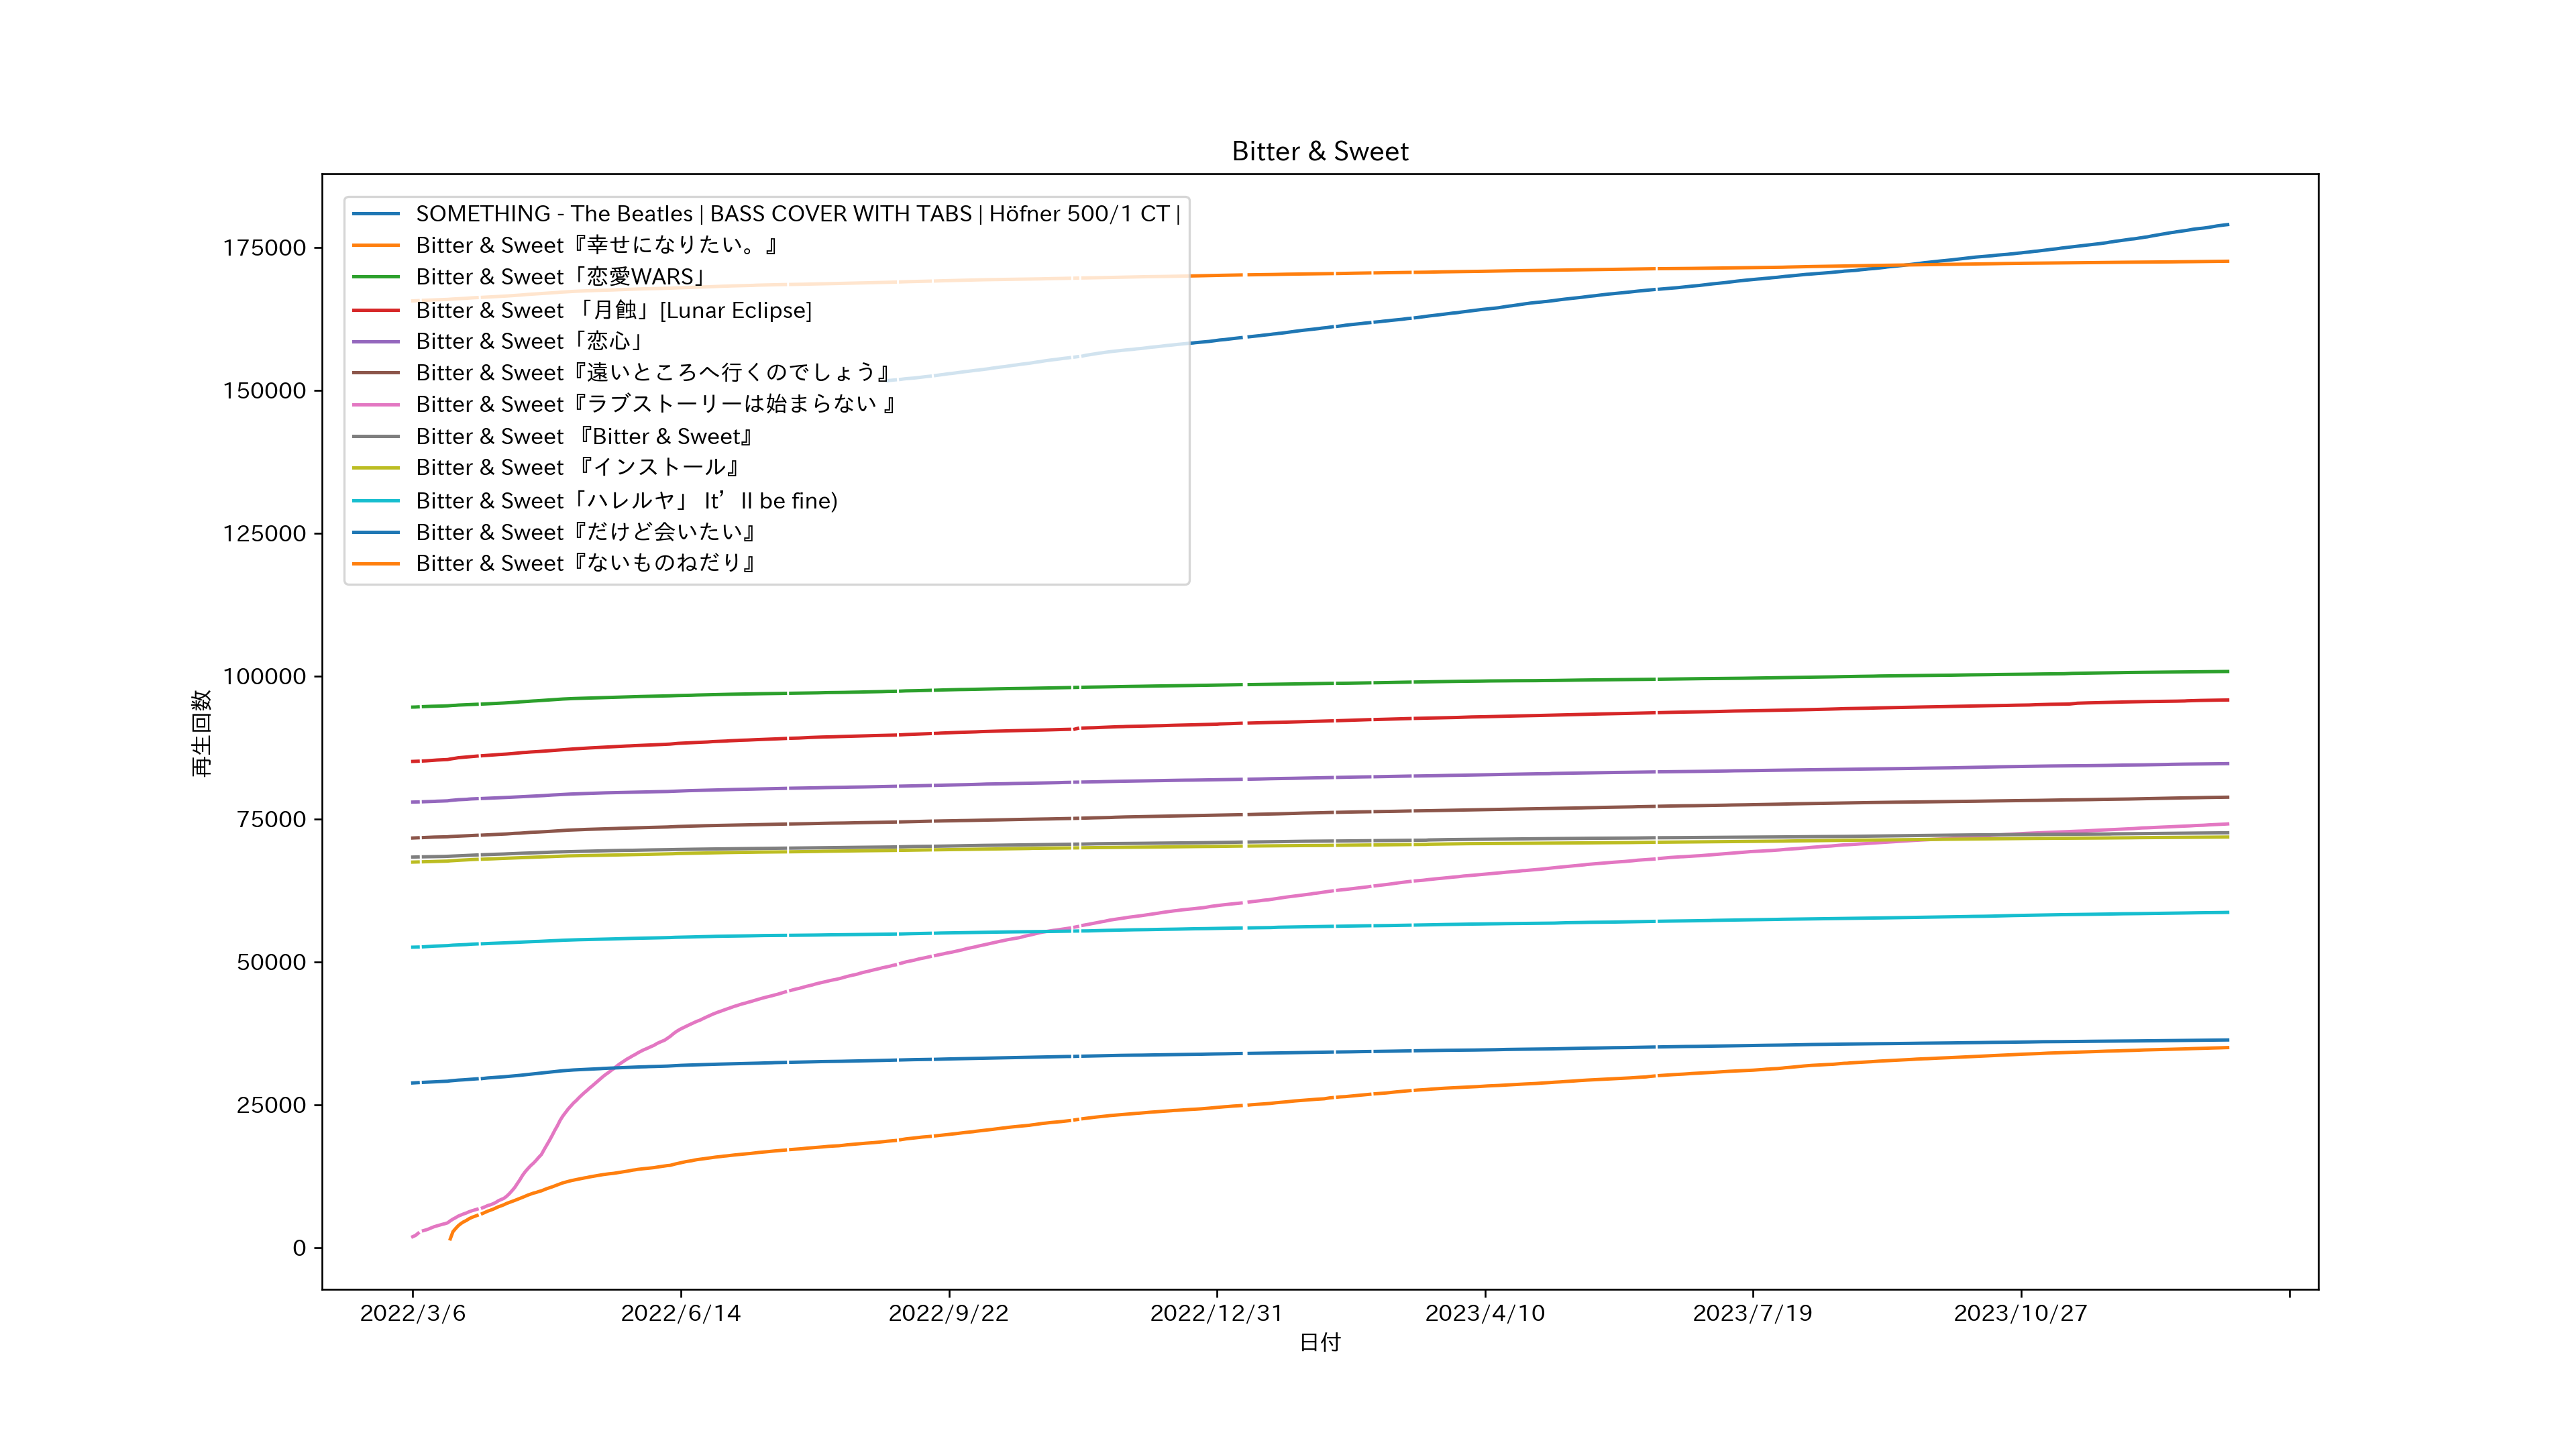 Bitter & Sweet
SOMETHING - The Beatles | BASS COVER WITH TABS | Höfner 500/1 CT |
Bitter & Sweet『幸せになりたい。』
Bitter & Sweet「恋愛WARS」
Bitter & Sweet 「月蝕」[Lunar Eclipse]
Bitter & Sweet「恋心」
Bitter & Sweet『遠いところへ行くのでしょう』
Bitter & Sweet『ラブストーリーは始まらない 』
Bitter & Sweet 『Bitter & Sweet』
Bitter & Sweet 『インストール』
Bitter & Sweet「ハレルヤ」 It’ll be fine)
Bitter & Sweet『だけど会いたい』
Bitter & Sweet『ないものねだり』
175000
150000
125000
100000
75000
50000
25000
0
再生回数
2022/3/6 2022/6/14 2022/9/22 2022/12/31 2023/4/10 2023/7/19 2023/10/27
日付